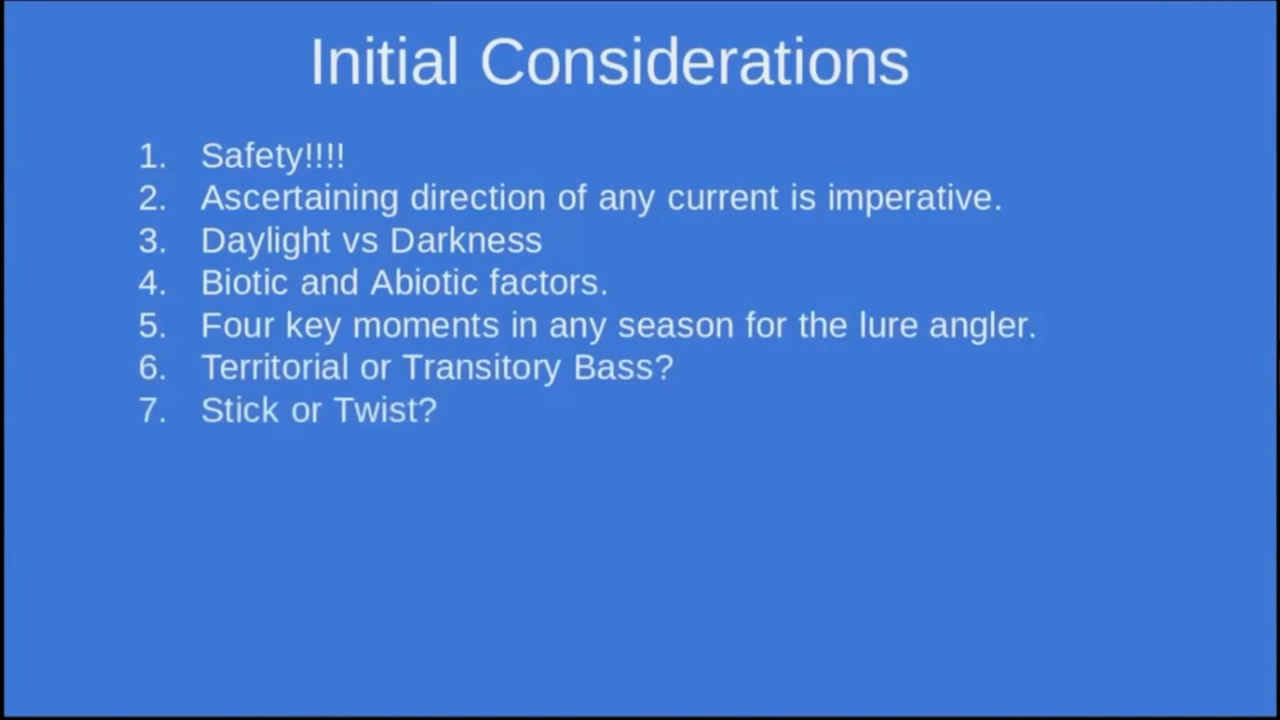 Initial Considerations
1. Safety!!!!
2. Ascertaining direction of any current is imperative.
3. Daylight vs Darkness
4. Biotic and Abiotic factors.
5. Four key moments in any season for the lure angler.
6. Territorial or Transitory Bass?
7. Stick or Twist?